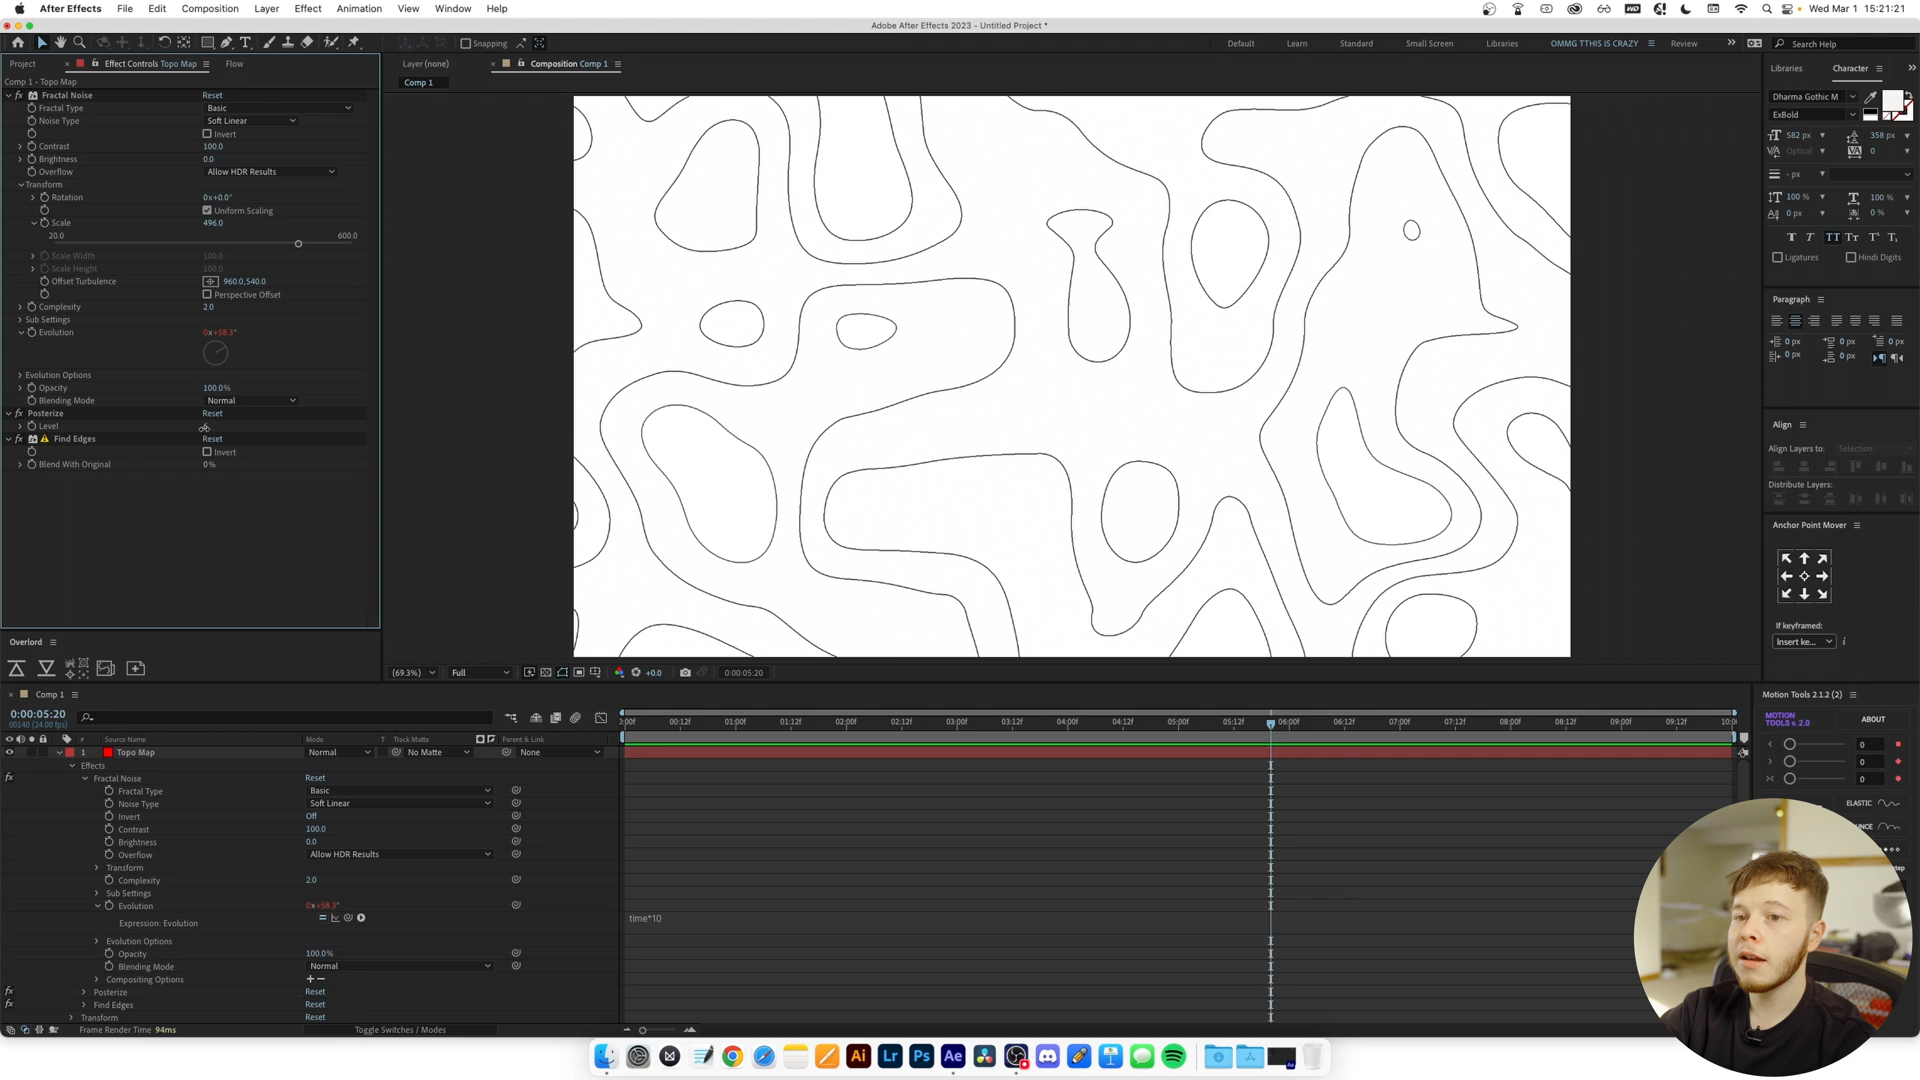 After Effects File Edit Composition Layer Effect Animation View Window Help Wed Mar 1 15:21:21
Adobe After Effects 2023 - Untitled Project *
Snapping Default Learn Standard Small Screen Libraries OMMG TTHIS IS CRAZY Review Search Help
Project Effect Controls Topo Map Flow Layer (none) Composition Comp 1 Libraries Character
Comp 1 • Topo Map
Comp 1
Fractal Noise Reset
Fractal Type Basic
Noise Type Soft Linear
Invert
Contrast 100.0
Brightness 0.0
Overflow Allow HDR Results
Transform
Rotation 0x+0.0°
Uniform Scaling
Scale 496.0
20.0 600.0
Scale Width 100.0
Scale Height 100.0
Offset Turbulence 960.0,540.0
Perspective Offset
Complexity 2.0
Sub Settings
Evolution 0x+58.3°
Evolution Options
Opacity 100.0%
Blending Mode Normal
Posterize Reset
Level
Find Edges Reset
Invert
Blend With Original 0%
Dharma Gothic M
ExBold
582 px 358 px
Optical 0
- px
100 % 100 %
0 px 0 %
Ligatures Hindi Digits
Paragraph
0 px 0 px 0 px
0 px 0 px
Align
Align Layers to: Selection
Distribute Layers:
Anchor Point Mover
If keyframed:
Insert ke...
Overlord
(69.3%) Full +0.0 0:00:05:20
Comp 1
0:00:05:20
00140 (24.00 fps)
:00f 00:12f 01:00f 01:12f 02:00f 02:12f 03:00f 03:12f 04:00f 04:12f 05:00f 05:12f 06:00f 06:12f 07:00f 07:12f 08:00f 08:12f 09:00f 09:12f 10:0
# Source Name Mode T Track Matte Parent & Link
1 Topo Map Normal No Matte None
Effects
Fractal Noise Reset
Fractal Type Basic
Noise Type Soft Linear
Invert Off
Contrast 100.0
Brightness 0.0
Overflow Allow HDR Results
Transform
Complexity 2.0
Sub Settings
Evolution 0x+58.3°
Expression: Evolution time*10
Evolution Options
Opacity 100.0%
Blending Mode Normal
Compositing Options
Posterize Reset
Find Edges Reset
Transform Reset
Frame Render Time 94ms Toggle Switches / Modes
Motion Tools 2.1.2 (2)
MOTION TOOLS v. 2.0 ABOUT
0
0
0
ELASTIC
Ai Lr Ps Ae